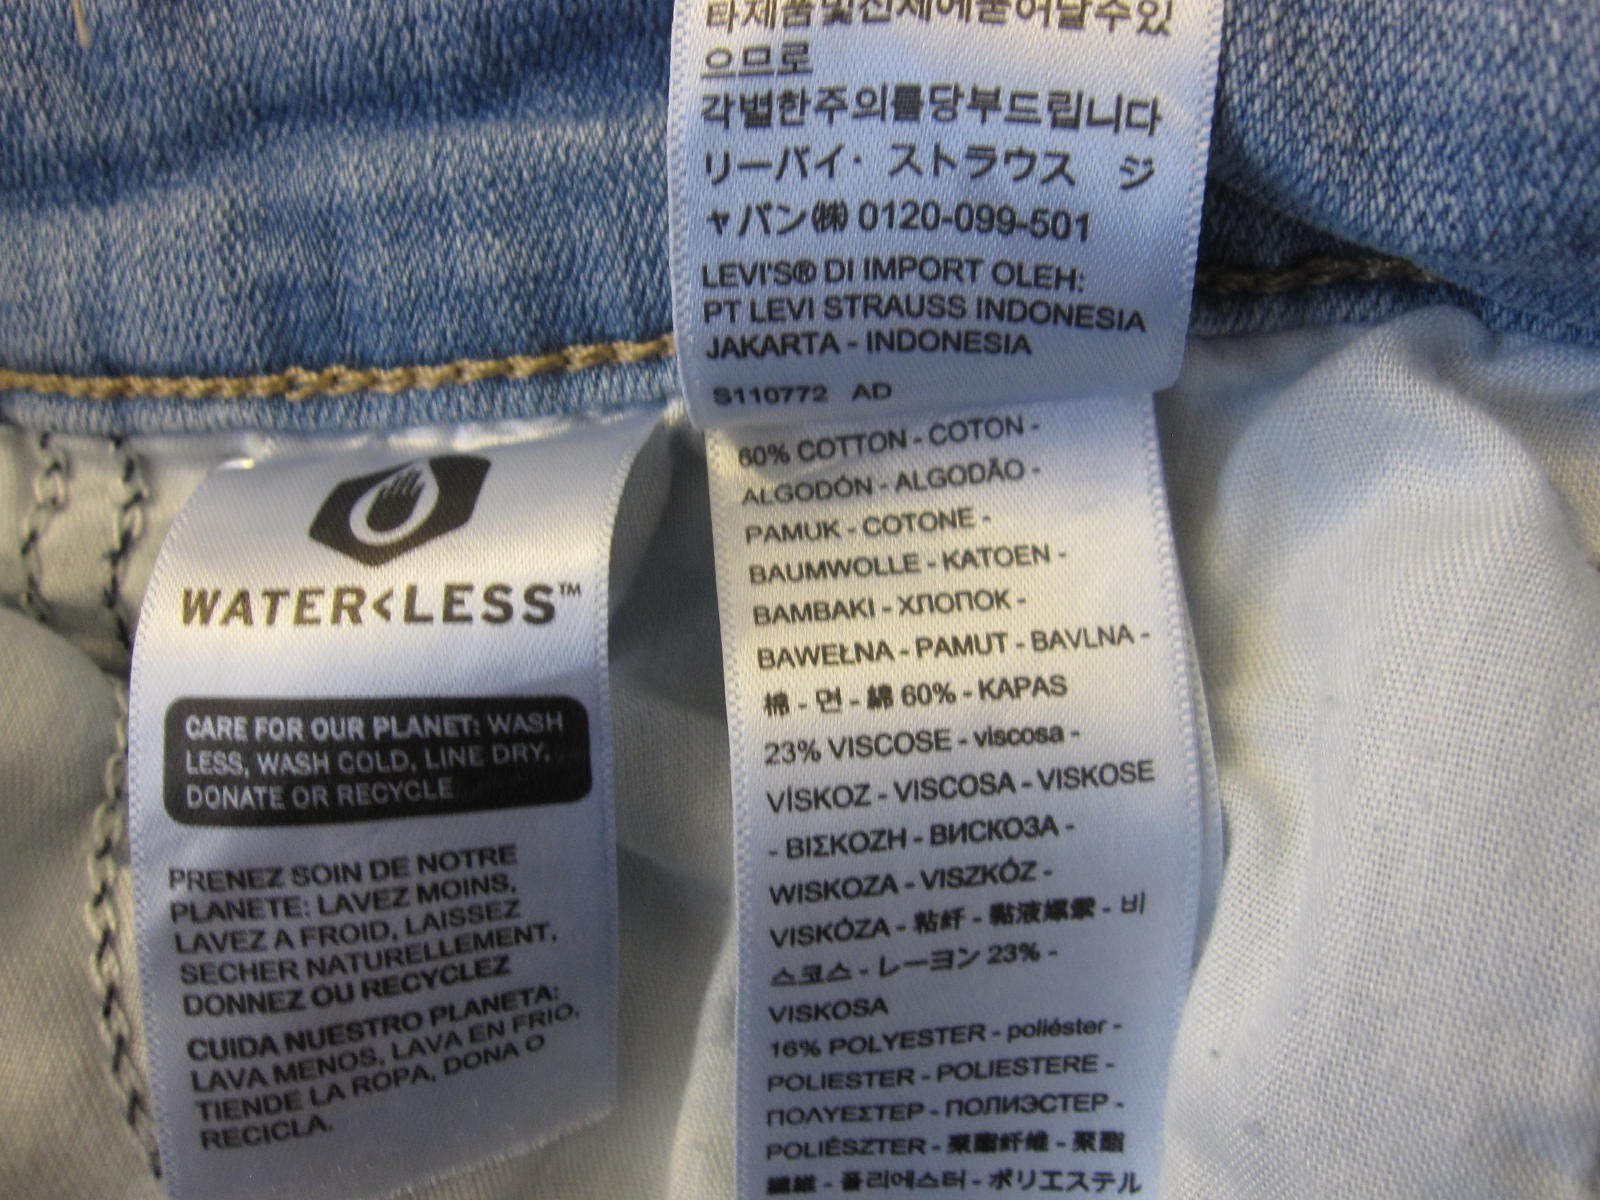 타제품및신체에묻어날수있
으므로
각별한주의를당부드립니다
リーバイ・ストラウス ジ
ャパン㈱ 0120-099-501
LEVI'S® DI IMPORT OLEH:
PT LEVI STRAUSS INDONESIA
JAKARTA - INDONESIA
S110772 AD
WATER<LESS™
CARE FOR OUR PLANET: WASH
LESS, WASH COLD, LINE DRY,
DONATE OR RECYCLE
PRENEZ SOIN DE NOTRE
PLANETE: LAVEZ MOINS,
LAVEZ A FROID, LAISSEZ
SECHER NATURELLEMENT,
DONNEZ OU RECYCLEZ
CUIDA NUESTRO PLANETA:
LAVA MENOS, LAVA EN FRIO,
TIENDE LA ROPA, DONA O
RECICLA.
60% COTTON - COTON -
ALGODÓN - ALGODÃO -
PAMUK - COTONE -
BAUMWOLLE - KATOEN -
BAMBAKI - ХЛОПОК -
BAWEŁNA - PAMUT - BAVLNA -
棉 - 면 - 綿 60% - KAPAS
23% VISCOSE - viscosa -
VİSKOZ - VISCOSA - VISKOSE
- ΒΙΣΚΟΖΗ - ВИСКОЗА -
WISKOZA - VISZKÓZ -
VISKÓZA - 粘纤 - 黏液嫘縈 - 비
스코스 - レーヨン 23% -
VISKOSA
16% POLYESTER - poliéster -
POLIESTER - POLIESTERE -
ΠΟΛΥΕΣΤΕΡ - ПОЛИЭСТЕР -
POLIÉSZTER - 聚酯纤维 - 聚酯
纖維 - 폴리에스터 - ポリエステル